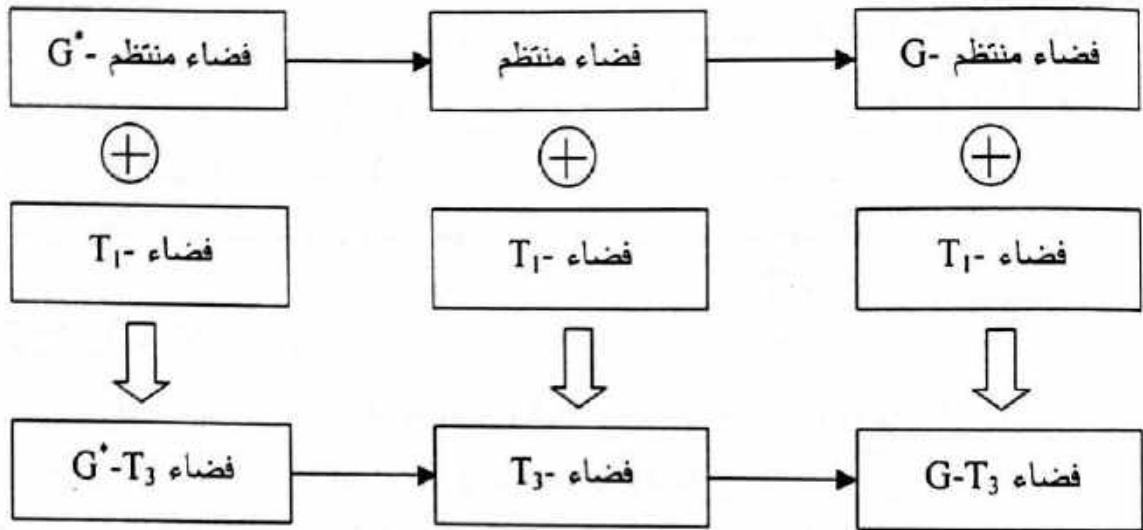 فضاء منتظم -G*
فضاء منتظم
فضاء منتظم -G
+
+
+
فضاء -T₁
فضاء -T₁
فضاء -T₁
فضاء G*-T₃
فضاء -T₃
فضاء G-T₃